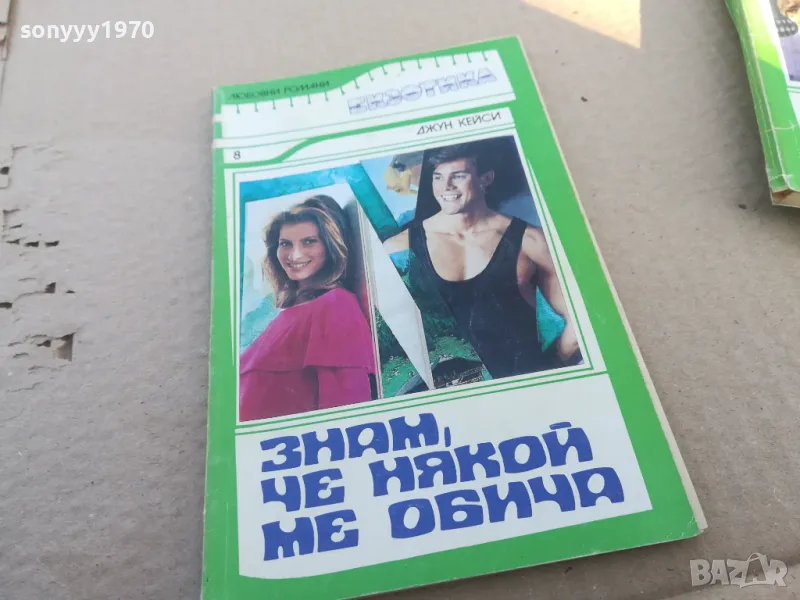 sonyyy1970
ЛЮБОВНИ РОМАНИ
ЕКЗОТИКА
ДЖУН КЕЙСИ
8
ЗНАМ,
ЧЕ НЯКОЙ
МЕ ОБИЧА
BAZAR